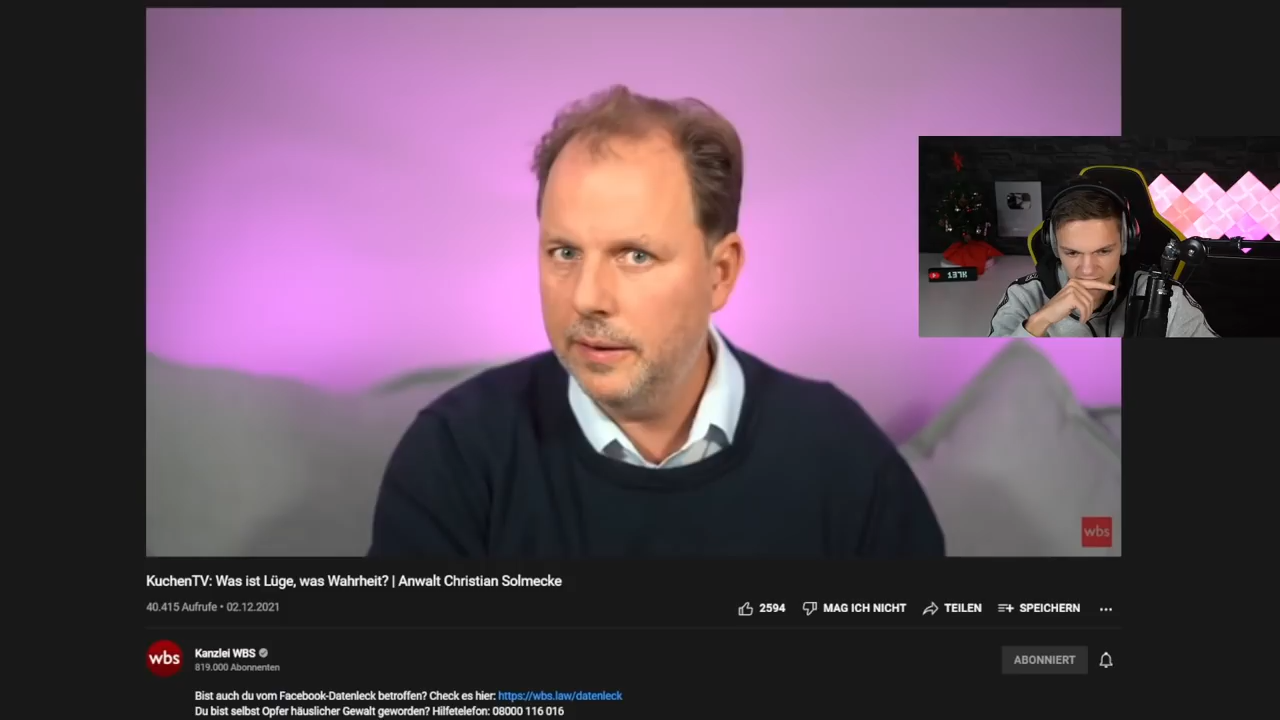 wbs
KuchenTV: Was ist Lüge, was Wahrheit? | Anwalt Christian Solmecke
40.415 Aufrufe • 02.12.2021
2594 MAG ICH NICHT TEILEN SPEICHERN
wbs
Kanzlei WBS
819.000 Abonnenten
ABONNIERT
Bist auch du vom Facebook-Datenleck betroffen? Check es hier: https://wbs.law/datenleck
Du bist selbst Opfer häuslicher Gewalt geworden? Hilfetelefon: 08000 116 016